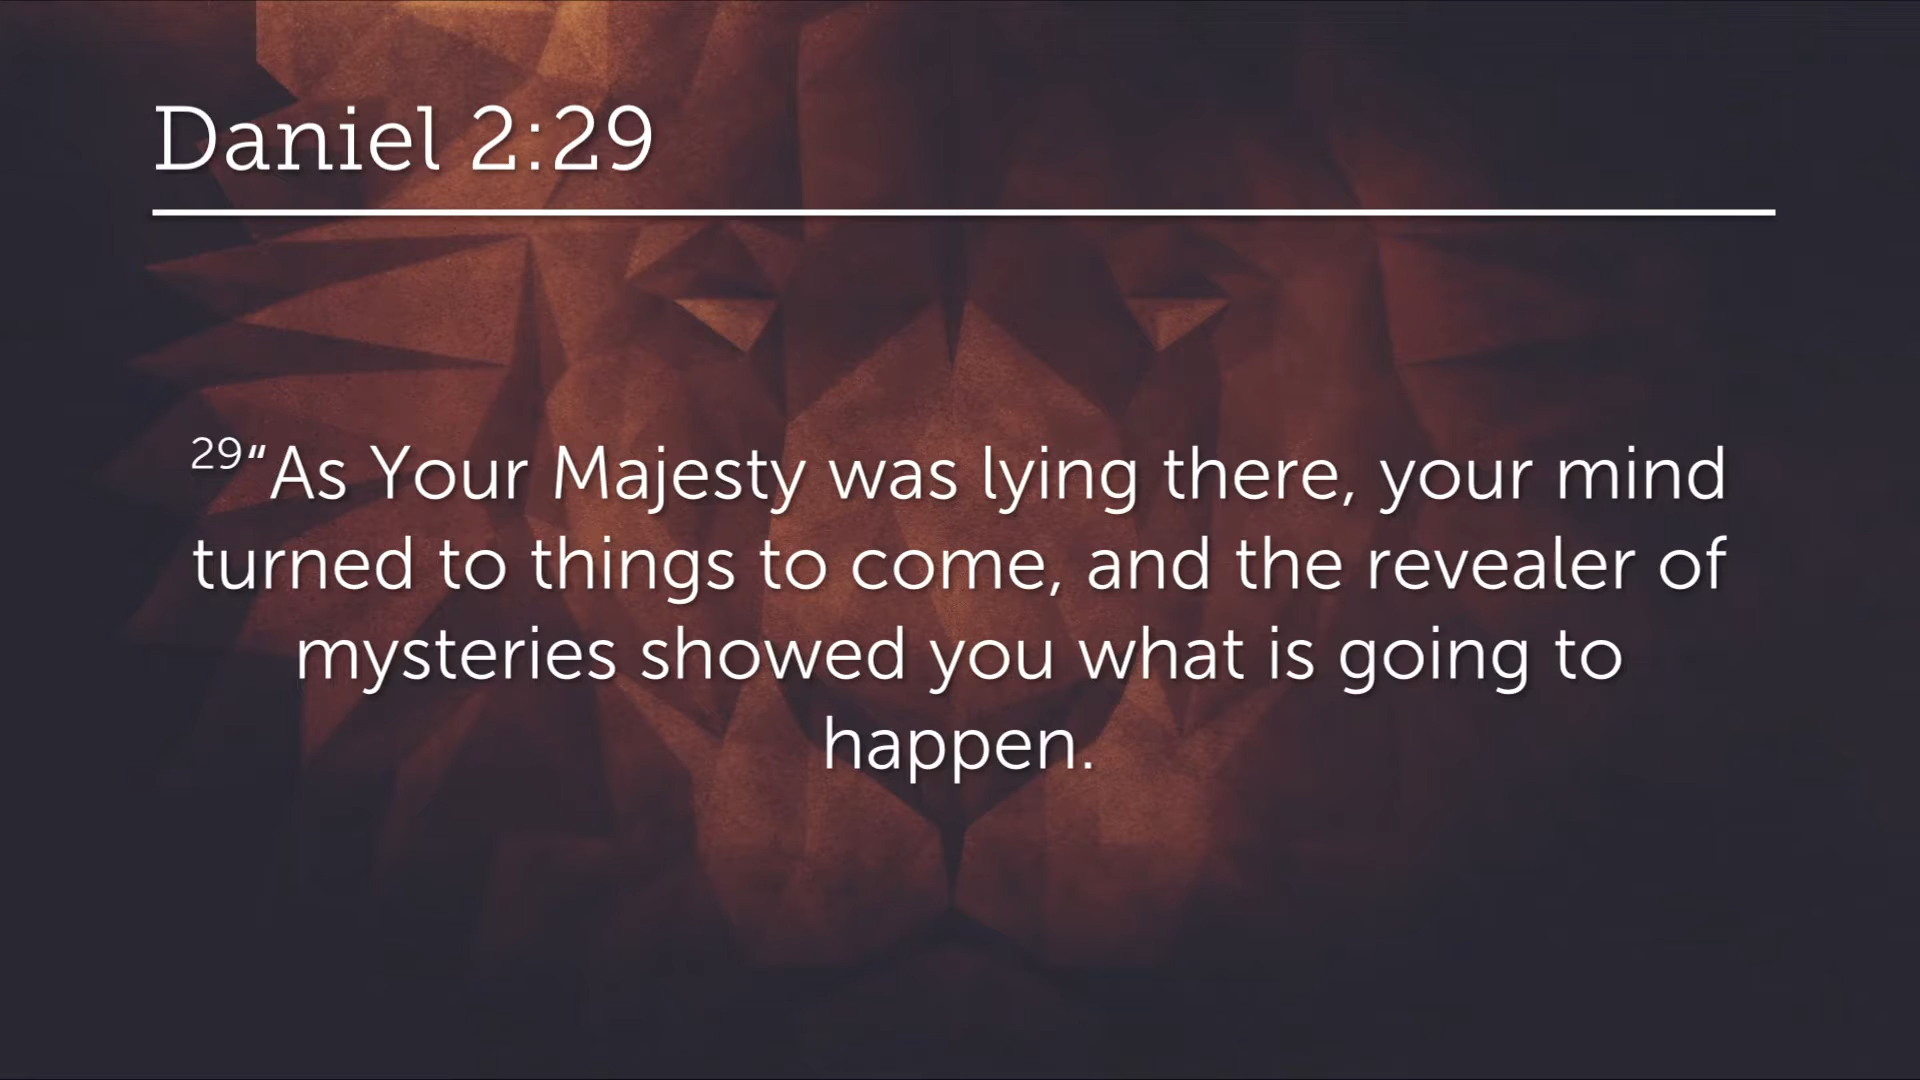 Daniel 2:29
29“As Your Majesty was lying there, your mind
turned to things to come, and the revealer of
mysteries showed you what is going to
happen.